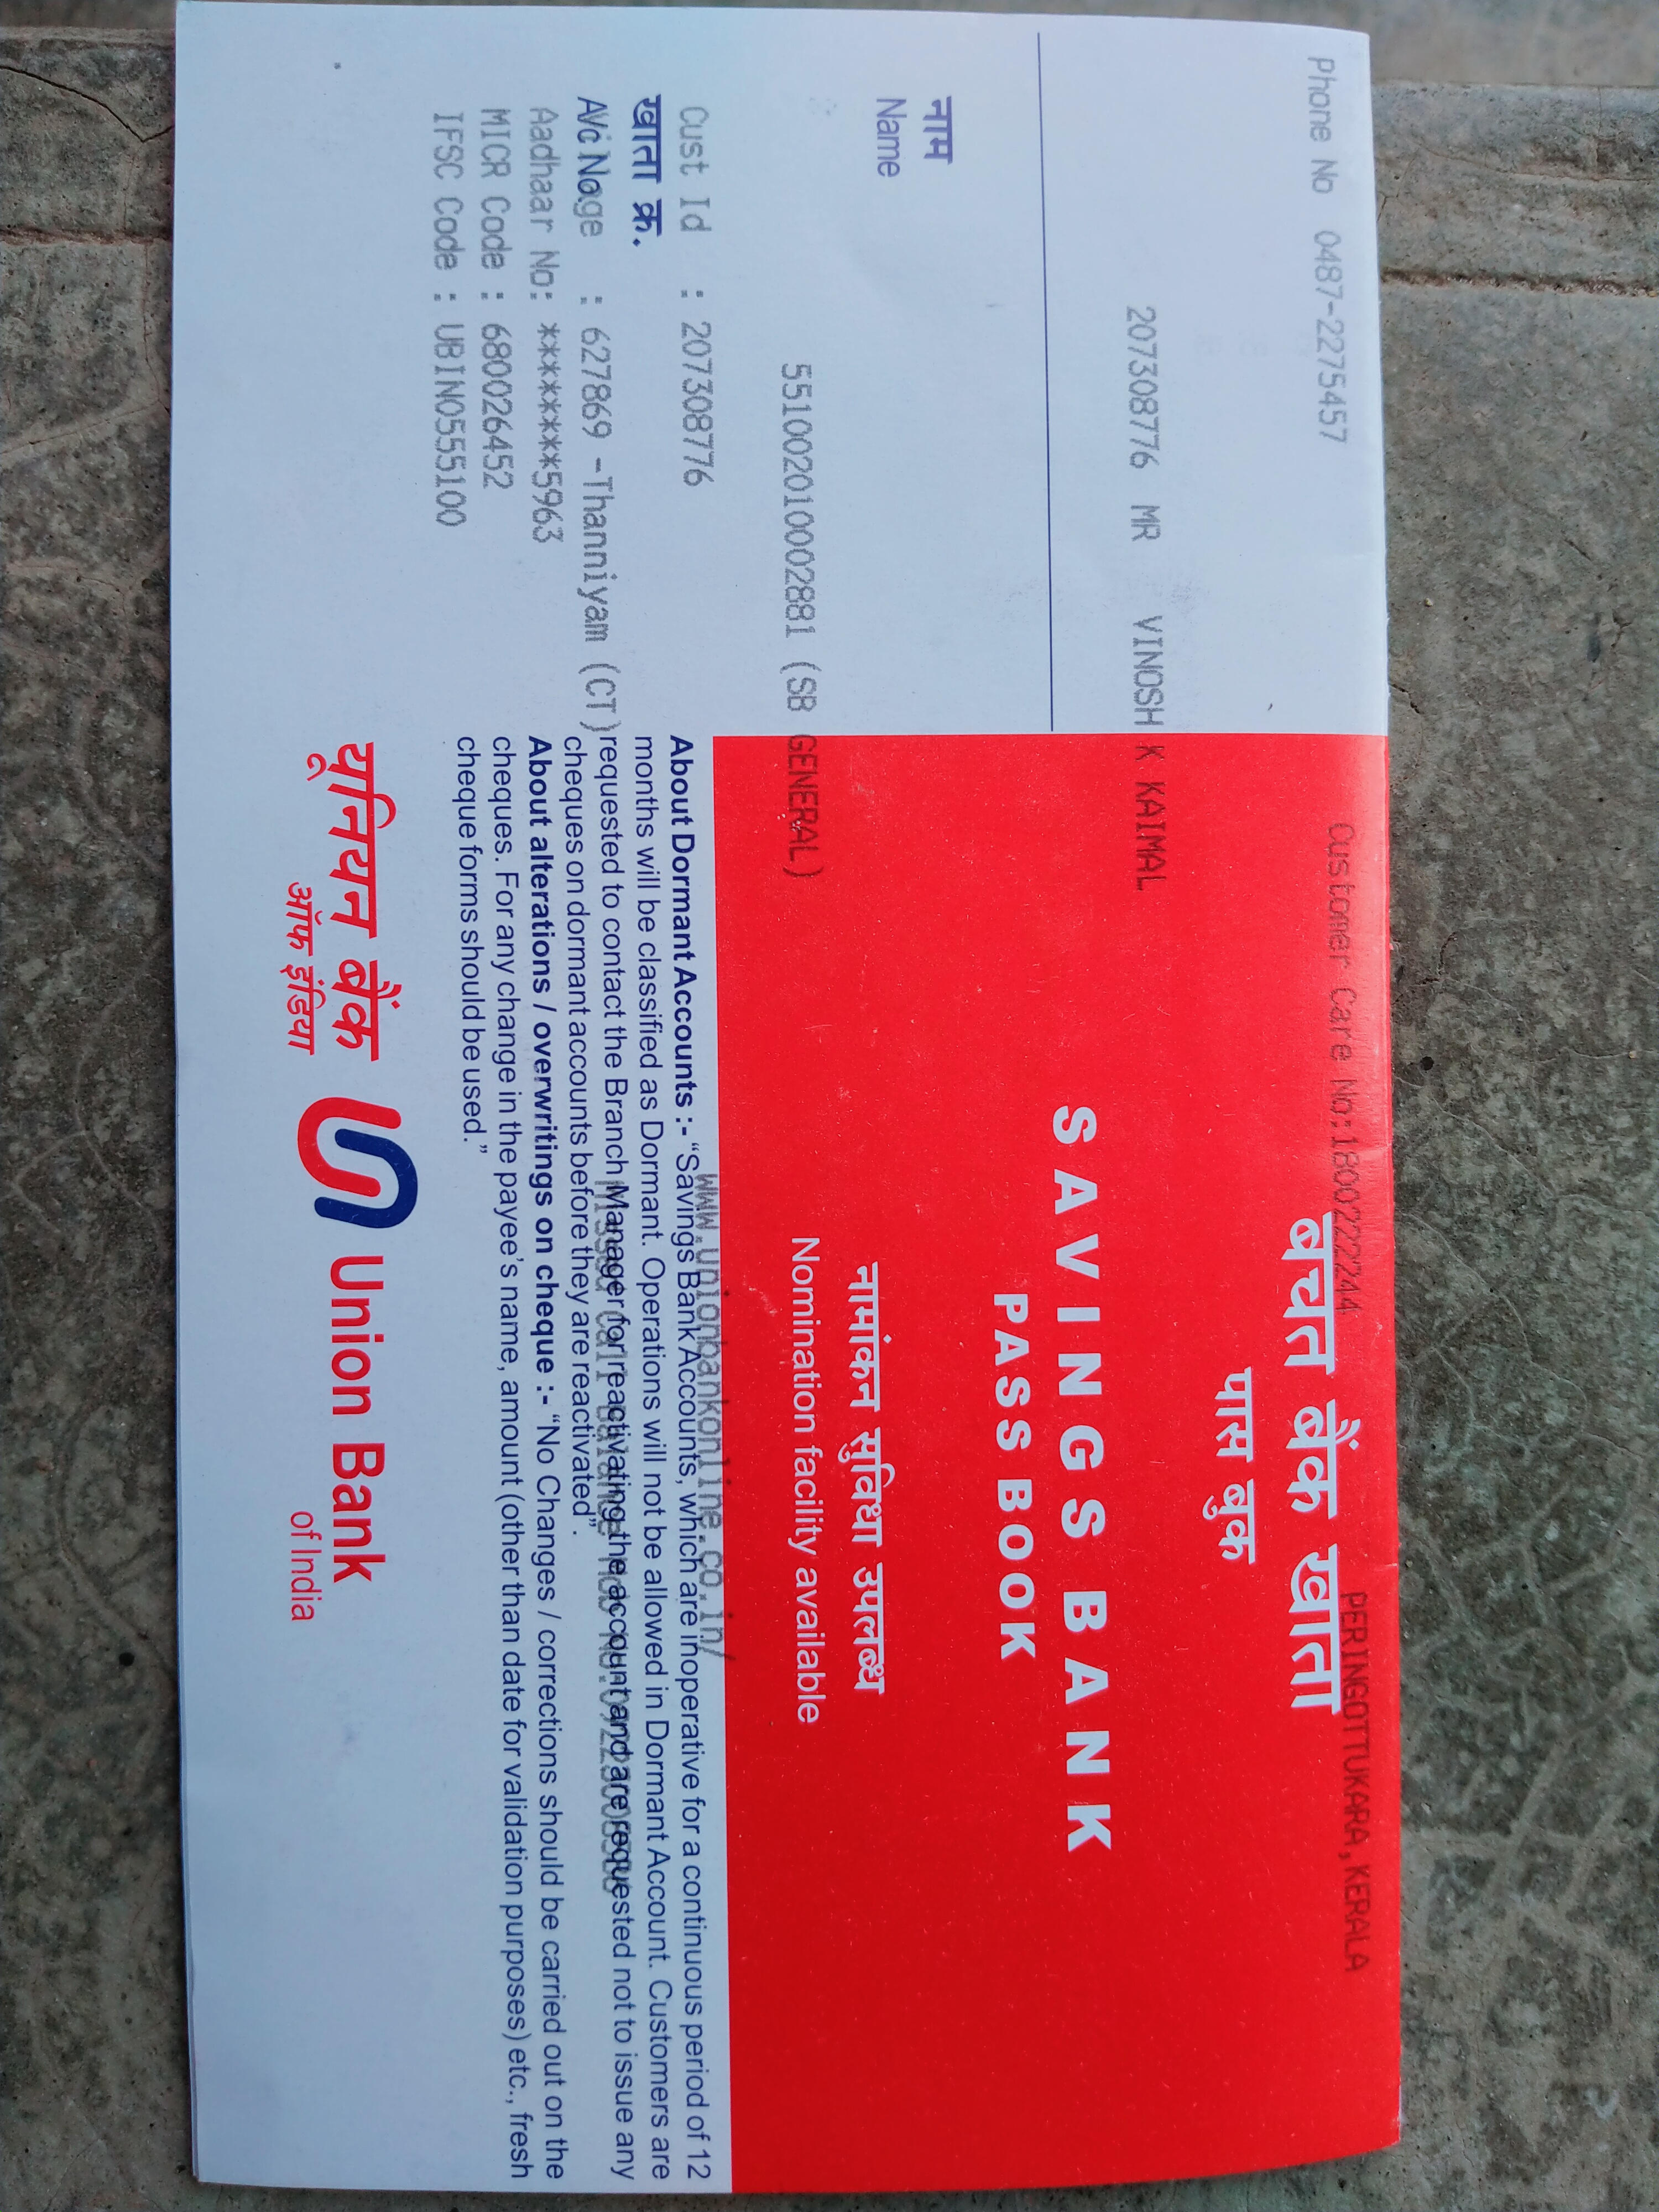 Phone No 0487-2275457 Customer Care No:1800222244 PERINGOTTUKARA,KERALA
बचत बैंक खाता
पास बुक
207308776 MR VINOSH K KAIMAL
SAVINGS BANK
PASS BOOK
नाम
Name
नामांकन सुविधा उपलब्ध
Nomination facility available
551002010002881 (SB GENERAL)
www.unionbankonline.co.in/
Cust Id : 207308776
खाता क्र.
A/c No
: 627869 -Thanniyam (CT)
Aadhaar No: ********5963
MICR Code : 680026452
IFSC Code : UBIN0555100
About Dormant Accounts :- “Savings Bank Accounts, which are inoperative for a continuous period of 12
months will be classified as Dormant. Operations will not be allowed in Dormant Account. Customers are
requested to contact the Branch Manager for reactivating the account and are requested not to issue any
cheques on dormant accounts before they are reactivated”.
About alterations / overwritings on cheque :- “No Changes / corrections should be carried out on the
cheques. For any change in the payee’s name, amount (other than date for validation purposes) etc., fresh
cheque forms should be used.”
यूनियन बैंक
ऑफ इंडिया
Union Bank
of India